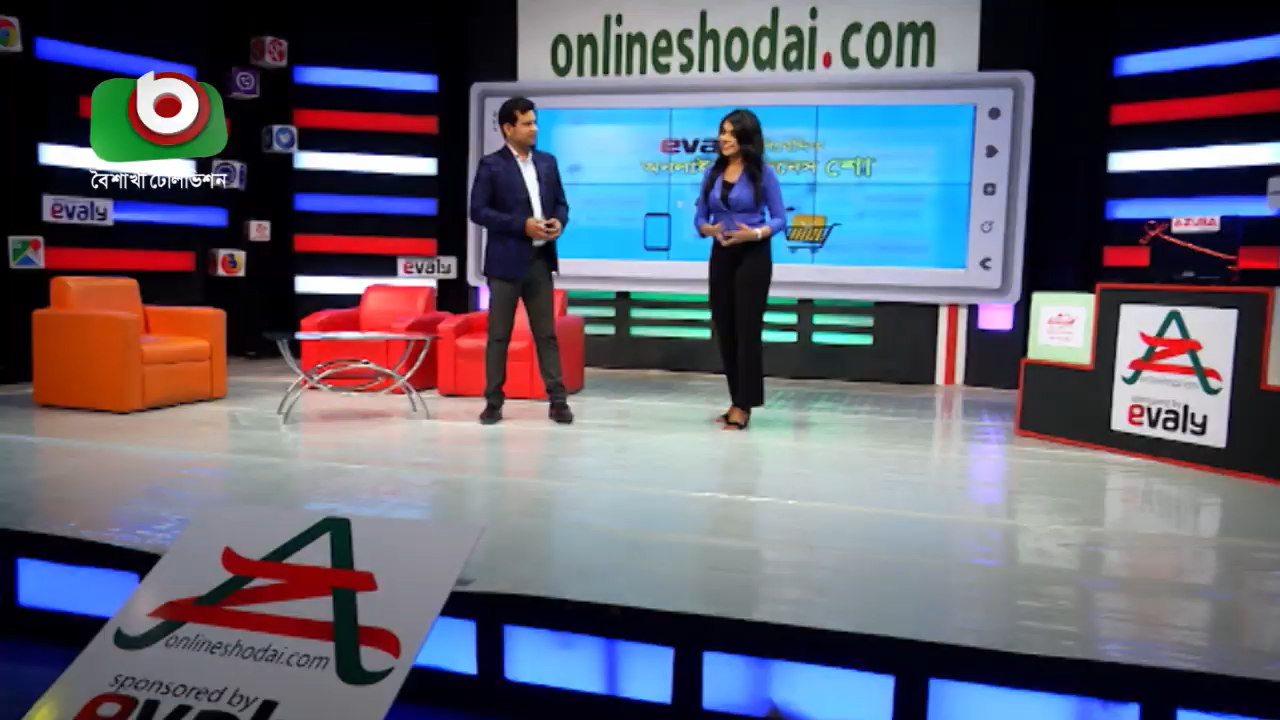 onlineshodai.com
বৈশাখী টেলিভিশন
evaly
evaly
শো
AZURA
onlineshodai.com
sponsored by
evaly
onlineshodai.com
sponsored by
evaly